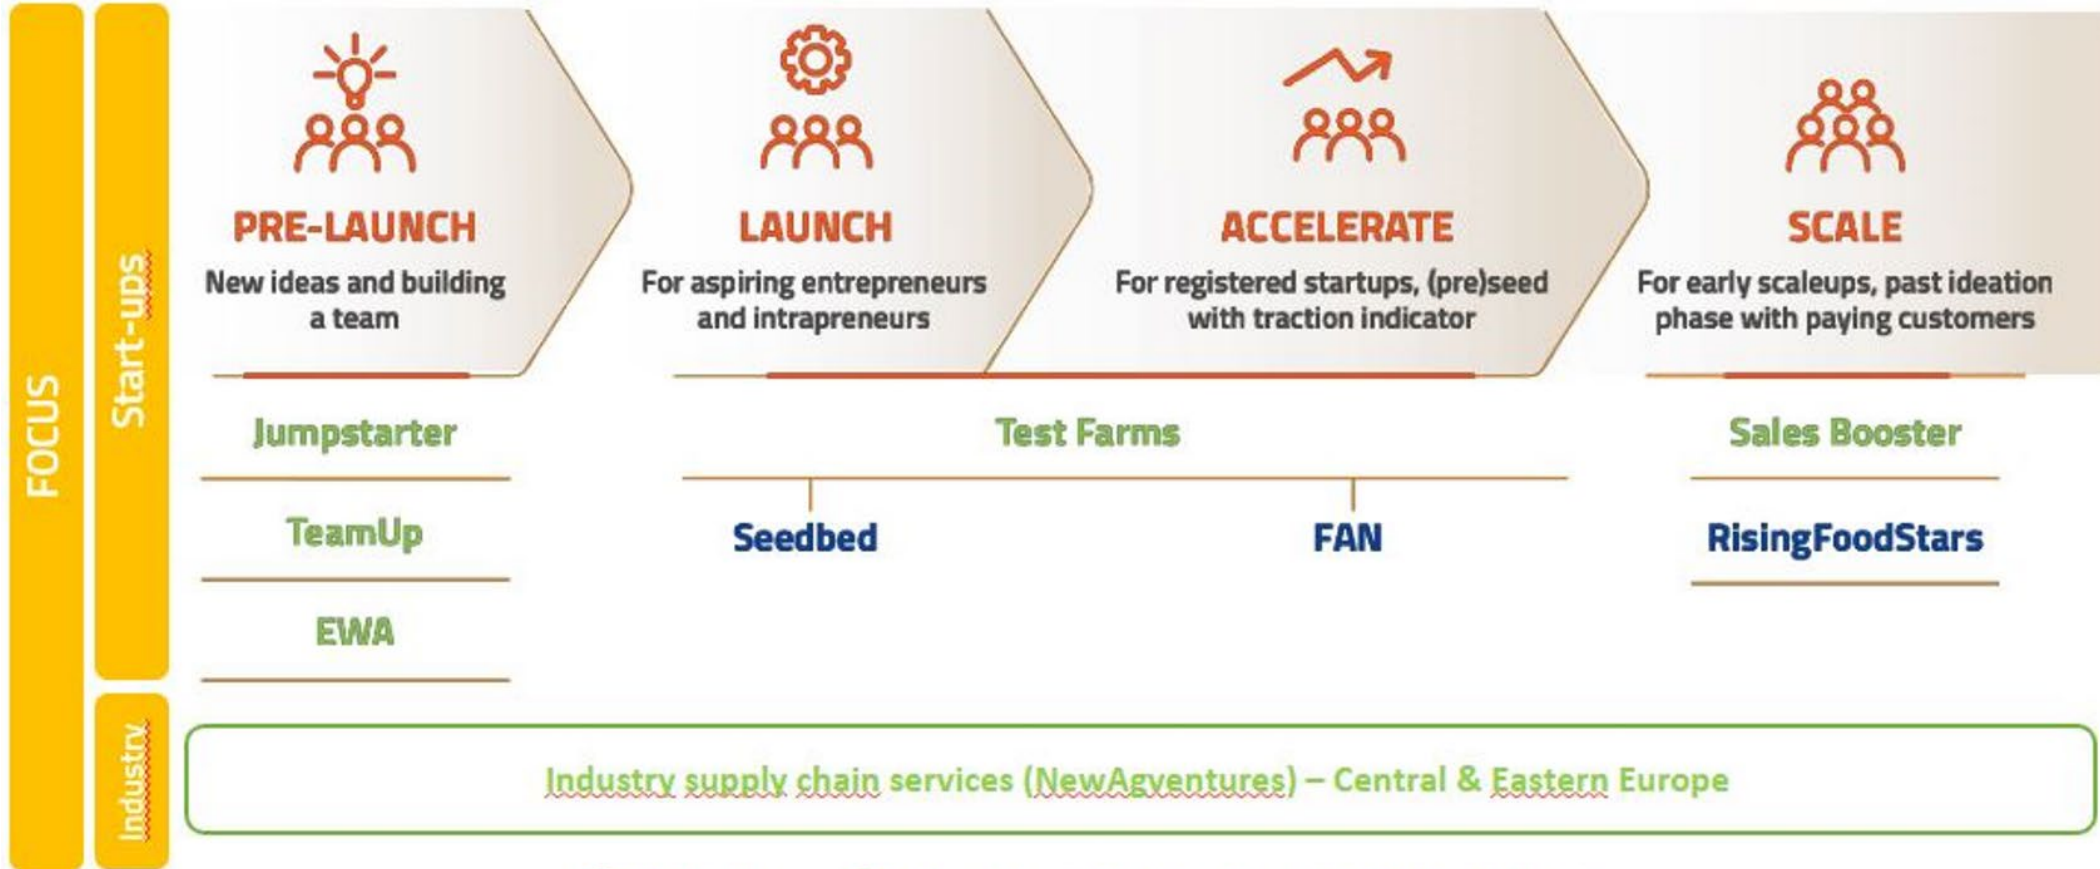 FOCUS
Start-ups
PRE-LAUNCH
New ideas and building
a team
LAUNCH
For aspiring entrepreneurs
and intrapreneurs
ACCELERATE
For registered startups, (pre)seed
with traction indicator
SCALE
For early scaleups, past ideation
phase with paying customers
Jumpstarter
TeamUp
EWA
Test Farms
Seedbed
FAN
Sales Booster
RisingFoodStars
Industry
Industry supply chain services (NewAgventures) – Central & Eastern Europe